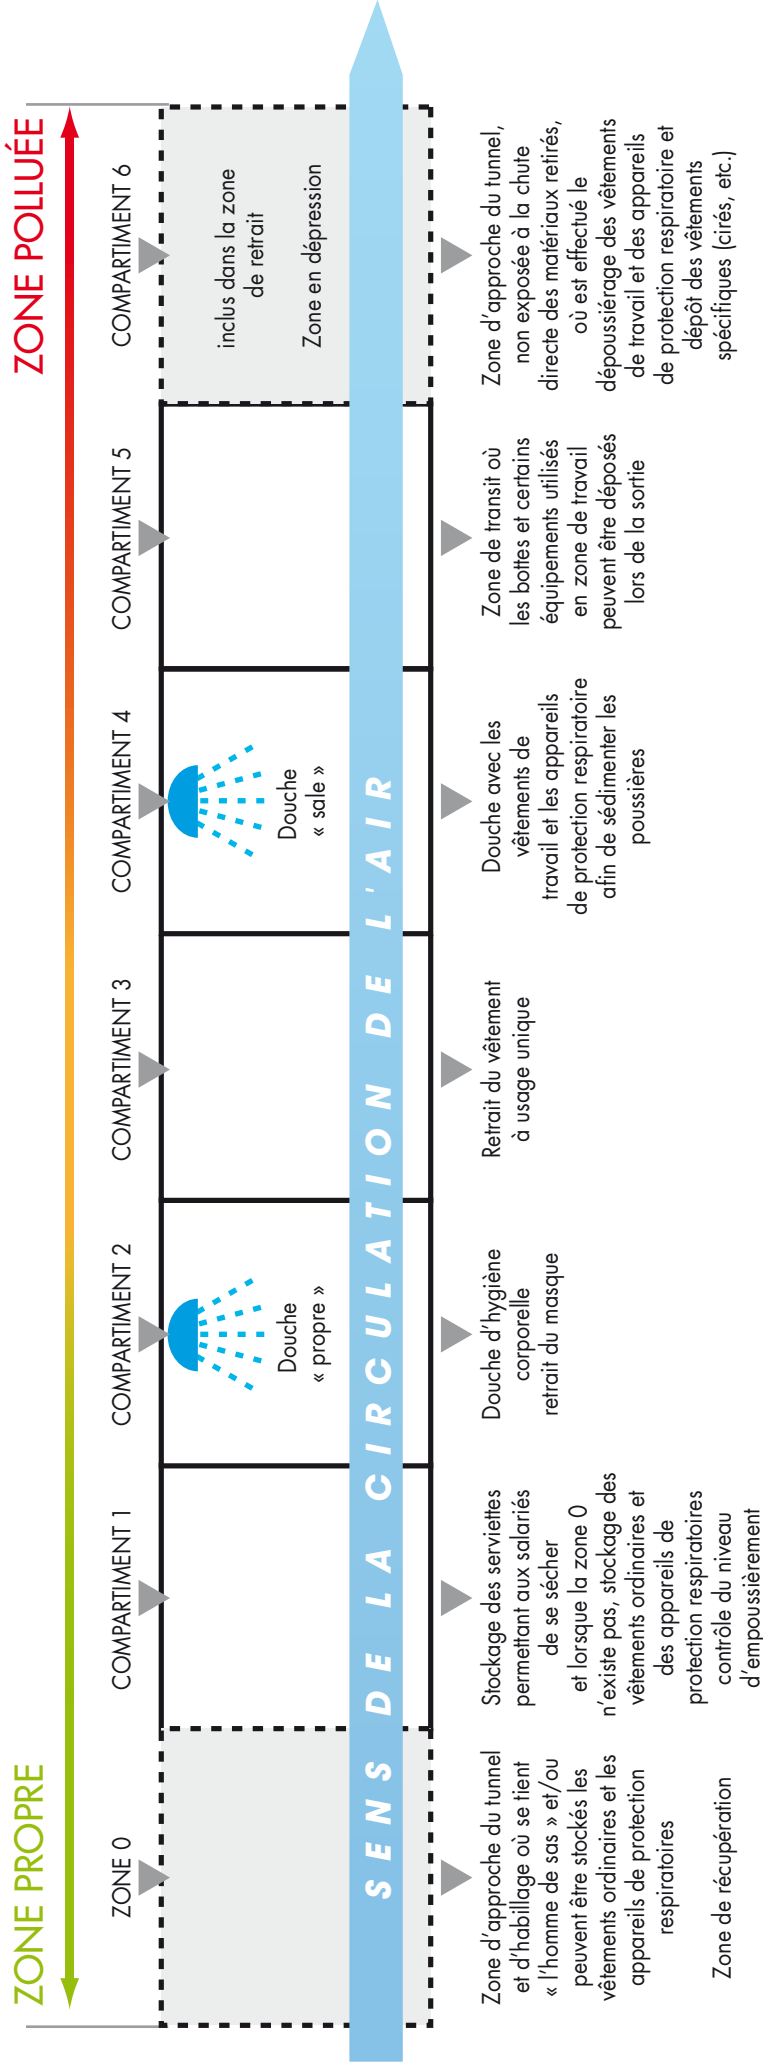 ZONE PROPRE
ZONE POLLUÉE
ZONE 0
COMPARTIMENT 1
COMPARTIMENT 2
COMPARTIMENT 3
COMPARTIMENT 4
COMPARTIMENT 5
COMPARTIMENT 6
Douche
« propre »
Douche
« sale »
inclus dans la zone
de retrait
Zone en dépression
SENS DE LA CIRCULATION DE L'AIR
Zone d'approche du tunnel
et d'habillage où se tient
« l'homme de sas » et/ou
peuvent être stockés les
vêtements ordinaires et les
appareils de protection
respiratoires
Zone de récupération
Stockage des serviettes
permettant aux salariés
de se sécher
et lorsque la zone 0
n'existe pas, stockage des
vêtements ordinaires et
des appareils de
protection respiratoires
contrôle du niveau
d'empoussièrement
Douche d'hygiène
corporelle
retrait du masque
Retrait du vêtement
à usage unique
Douche avec les
vêtements de
travail et les appareils
de protection respiratoire
afin de sédimenter les
poussières
Zone de transit où
les bottes et certains
équipements utilisés
en zone de travail
peuvent être déposés
lors de la sortie
Zone d'approche du tunnel,
non exposée à la chute
directe des matériaux retirés,
où est effectué le
dépoussiérage des vêtements
de travail et des appareils
de protection respiratoire et
dépôt des vêtements
spécifiques (cirés, etc.)